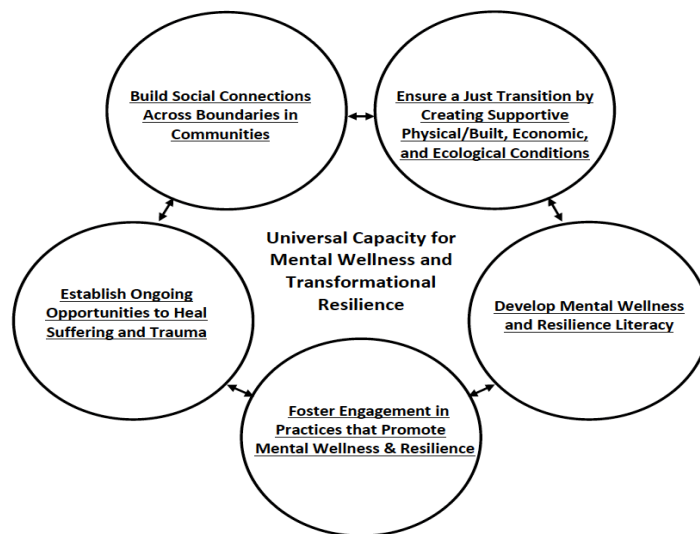 Build Social Connections
Across Boundaries in
Communities
Ensure a Just Transition by
Creating Supportive
Physical/Built, Economic,
and Ecological Conditions
Universal Capacity for
Mental Wellness and
Transformational
Resilience
Establish Ongoing
Opportunities to Heal
Suffering and Trauma
Develop Mental Wellness
and Resilience Literacy
Foster Engagement in
Practices that Promote
Mental Wellness & Resilience